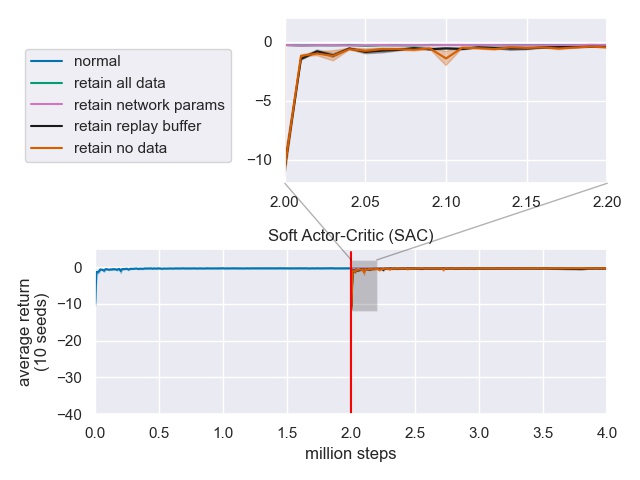 normal
retain all data
retain network params
retain replay buffer
retain no data
0
−5
−10
2.00 2.05 2.10 2.15 2.20
Soft Actor-Critic (SAC)
0
−10
−20
−30
−40
average return
(10 seeds)
0.0 0.5 1.0 1.5 2.0 2.5 3.0 3.5 4.0
million steps